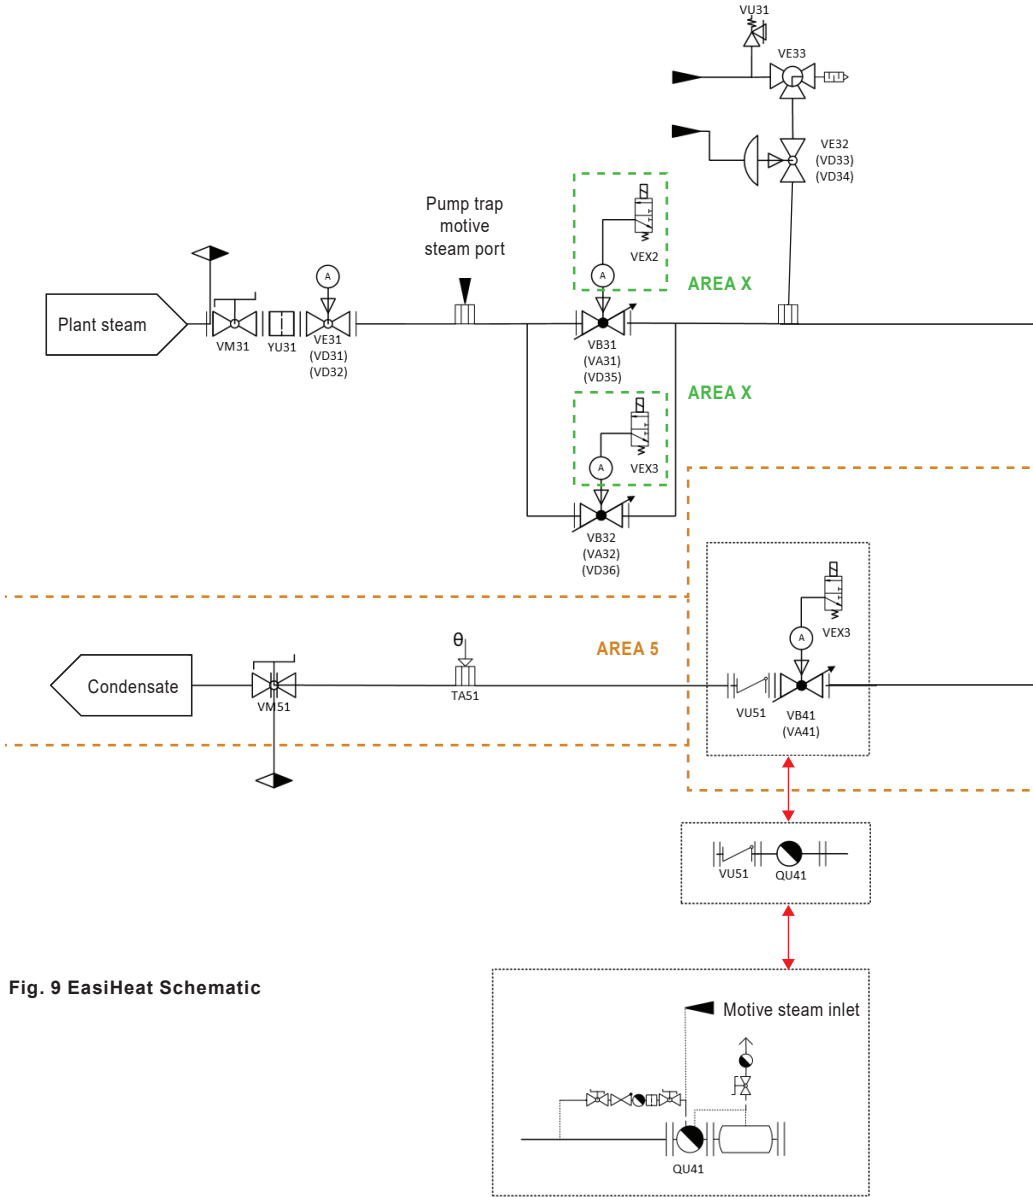 VU31
VE33
VE32
(VD33)
(VD34)
Pump trap
motive
steam port
VEX2
A
AREA X
Plant steam
A
VM31
YU31
VE31
(VD31)
(VD32)
VB31
(VA31)
(VD35)
AREA X
VEX3
A
VB32
(VA32)
(VD36)
VEX3
A
θ
AREA 5
Condensate
VM51
TA51
VU51
VB41
(VA41)
VU51
QU41
Fig. 9 EasiHeat Schematic
Motive steam inlet
QU41